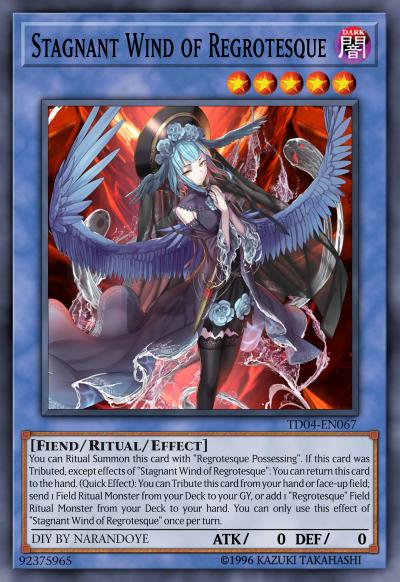 STAGNANT WIND OF REGROTESQUE
DARK
闇
TD04-EN067
[FIEND/RITUAL/EFFECT]
You can Ritual Summon this card with "Regrotesque Possessing". If this card was
Tributed, except effects of "Stagnant Wind of Regrotesque": You can return this card
to the hand. (Quick Effect): You can Tribute this card from your hand or face-up field;
send 1 Field Ritual Monster from your Deck to your GY, or add 1 "Regrotesque" Field
Ritual Monster from your Deck to your hand. You can only use this effect of
"Stagnant Wind of Regrotesque" once per turn.
DIY BY NARANDOYE
ATK/ 0 DEF/ 0
92375965
©1996 KAZUKI TAKAHASHI